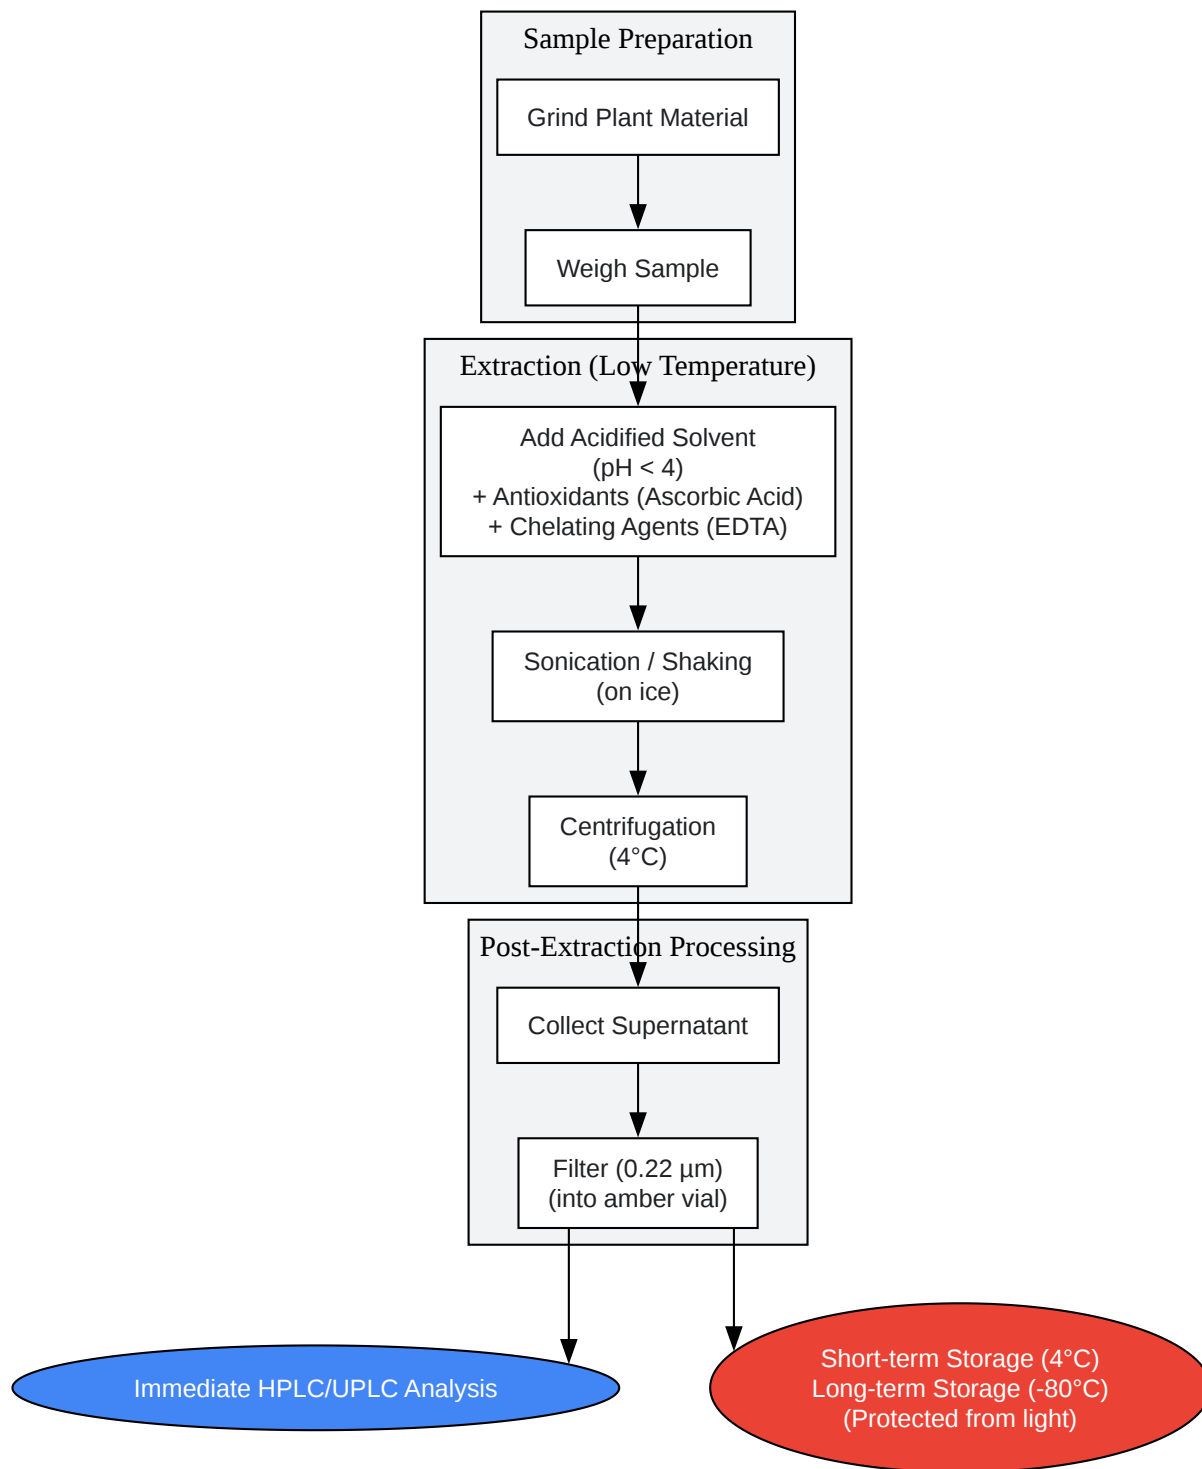 Sample Preparation
Grind Plant Material
Weigh Sample
Extraction (Low Temperature)
Add Acidified Solvent
(pH < 4)
+ Antioxidants (Ascorbic Acid)
+ Chelating Agents (EDTA)
Sonication / Shaking
(on ice)
Centrifugation
(4°C)
Post-Extraction Processing
Collect Supernatant
Filter (0.22 µm)
(into amber vial)
Immediate HPLC/UPLC Analysis
Short-term Storage (4°C)
Long-term Storage (-80°C)
(Protected from light)